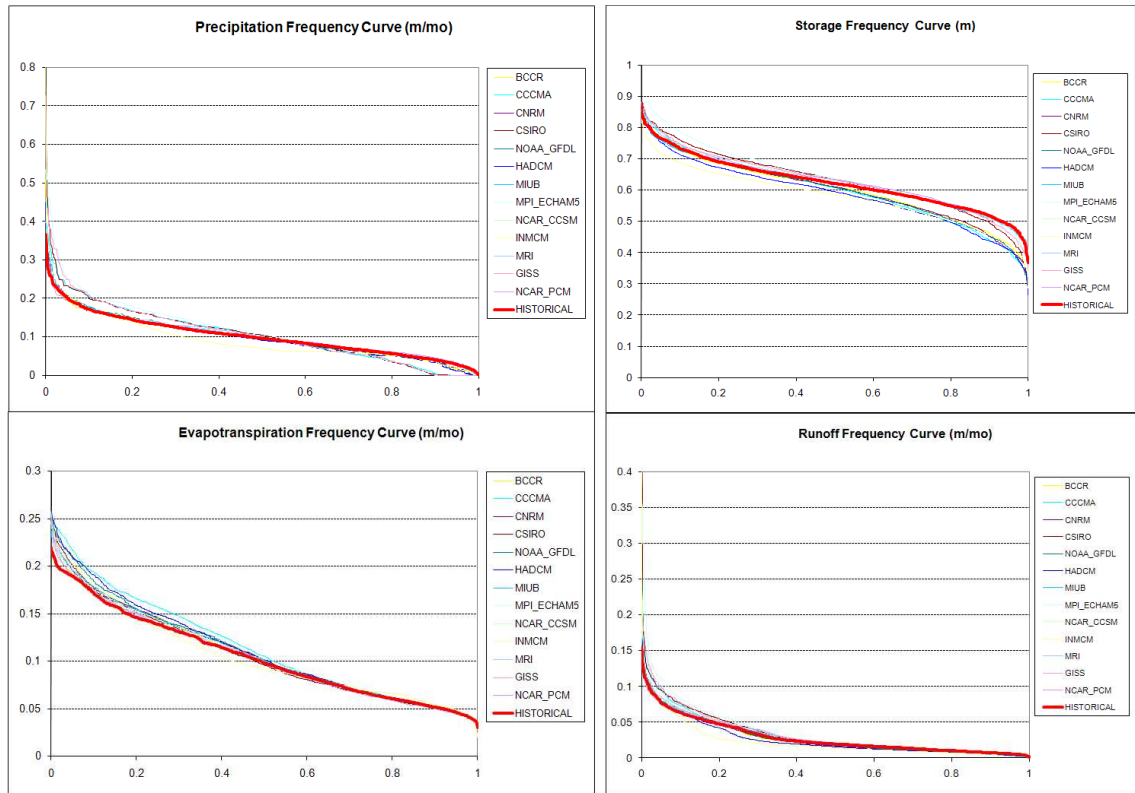 Precipitation Frequency Curve (m/mo)
0.8
0.7
0.6
0.5
0.4
0.3
0.2
0.1
0
0
0.2
0.4
0.6
0.8
1
BCCR
CCCMA
CNRM
CSIRO
NOAA_GFDL
HADCM
MIUB
MPI_ECHAM5
NCAR_CCSM
INMCM
MRI
GISS
NCAR_PCM
HISTORICAL
Storage Frequency Curve (m)
1
0.9
0.8
0.7
0.6
0.5
0.4
0.3
0.2
0.1
0
0
0.2
0.4
0.6
0.8
1
BCCR
CCCMA
CNRM
CSIRO
NOAA_GFDL
HADCM
MIUB
MPI_ECHAM5
NCAR_CCSM
INMCM
MRI
GISS
NCAR_PCM
HISTORICAL
Evapotranspiration Frequency Curve (m/mo)
0.3
0.25
0.2
0.15
0.1
0.05
0
0
0.2
0.4
0.6
0.8
1
BCCR
CCCMA
CNRM
CSIRO
NOAA_GFDL
HADCM
MIUB
MPI_ECHAM5
NCAR_CCSM
INMCM
MRI
GISS
NCAR_PCM
HISTORICAL
Runoff Frequency Curve (m/mo)
0.4
0.35
0.3
0.25
0.2
0.15
0.1
0.05
0
0
0.2
0.4
0.6
0.8
1
BCCR
CCCMA
CNRM
CSIRO
NOAA_GFDL
HADCM
MIUB
MPI_ECHAM5
NCAR_CCSM
INMCM
MRI
GISS
NCAR_PCM
HISTORICAL